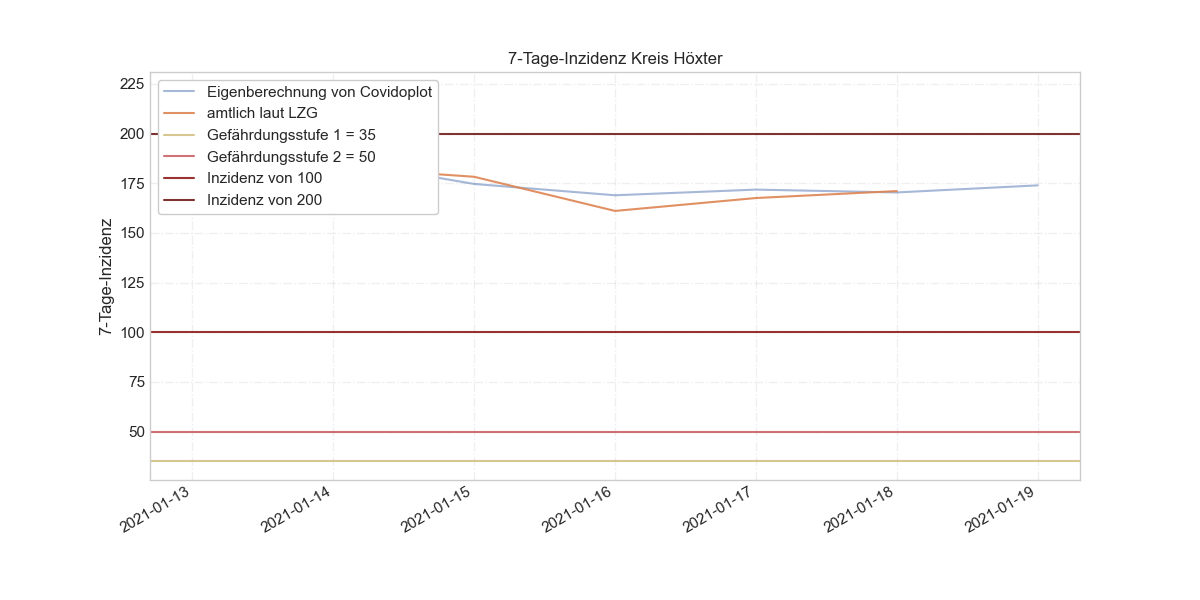 7-Tage-Inzidenz Kreis Höxter
Eigenberechnung von Covidoplot
amtlich laut LZG
Gefährdungsstufe 1 = 35
Gefährdungsstufe 2 = 50
Inzidenz von 100
Inzidenz von 200
7-Tage-Inzidenz
225
200
175
150
125
100
75
50
2021-01-13
2021-01-14
2021-01-15
2021-01-16
2021-01-17
2021-01-18
2021-01-19